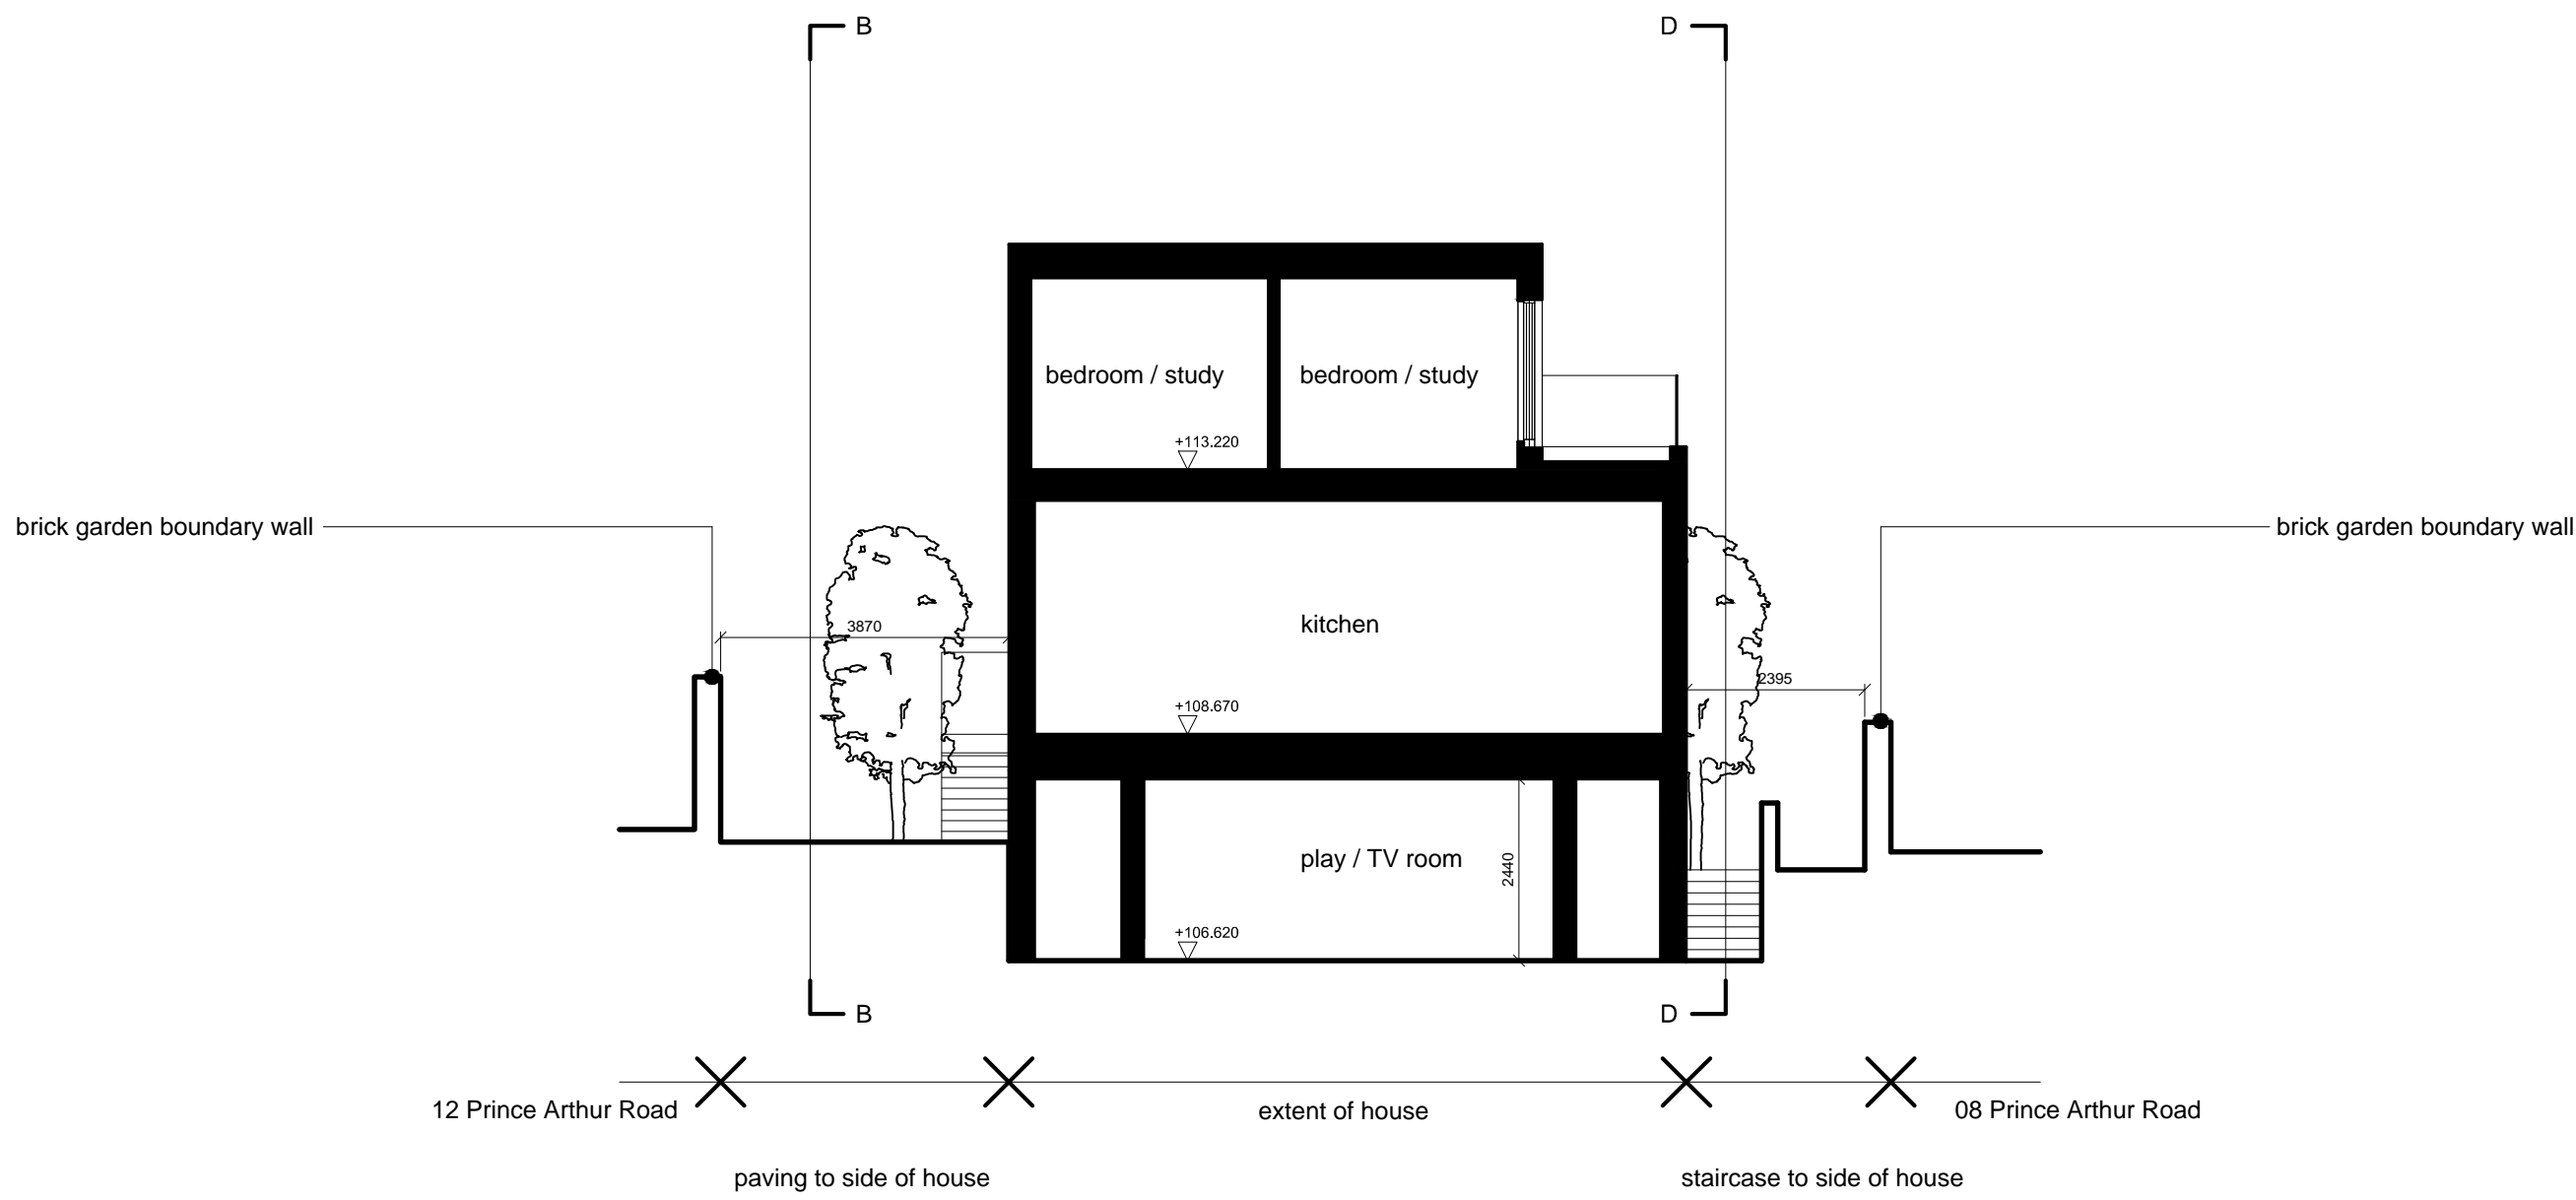 B
D
bedroom / study
bedroom / study
+113.220
brick garden boundary wall
brick garden boundary wall
3870
kitchen
2395
+108.670
play / TV room
2440
+106.620
B
D
12 Prince Arthur Road
extent of house
08 Prince Arthur Road
paving to side of house
staircase to side of house